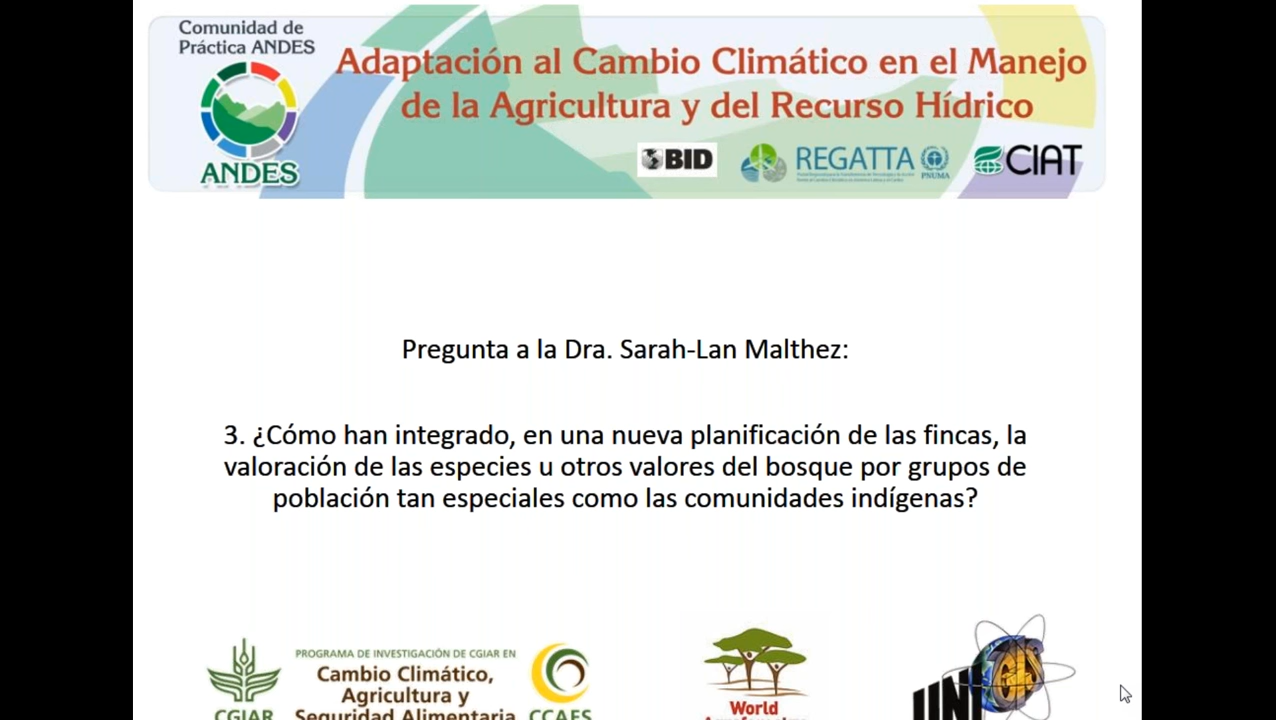 Comunidad de
Práctica ANDES
ANDES
Adaptación al Cambio Climático en el Manejo
de la Agricultura y del Recurso Hídrico
BID
REGATTA
PNUMA
CIAT
Pregunta a la Dra. Sarah-Lan Malthez:
3. ¿Cómo han integrado, en una nueva planificación de las fincas, la
valoración de las especies u otros valores del bosque por grupos de
población tan especiales como las comunidades indígenas?
CGIAR
PROGRAMA DE INVESTIGACIÓN DE CGIAR EN
Cambio Climático,
Agricultura y
Seguridad Alimentaria
CCAFS
World